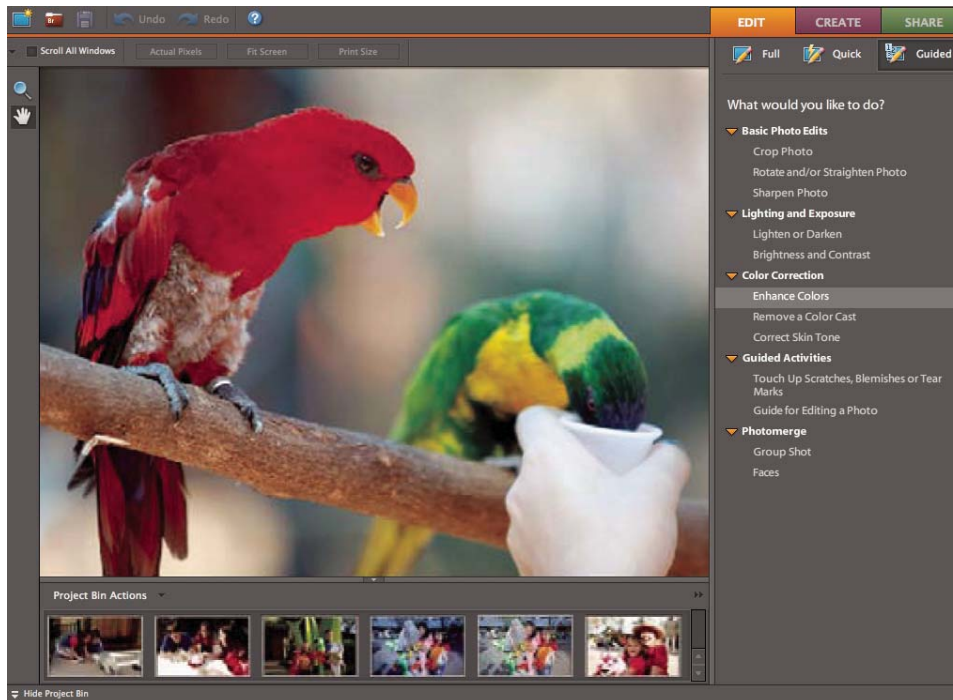 Br Undo Redo ? EDIT CREATE SHARE
Scroll All Windows Actual Pixels Fit Screen Print Size Full Quick Guided
What would you like to do?
Basic Photo Edits
Crop Photo
Rotate and/or Straighten Photo
Sharpen Photo
Lighting and Exposure
Lighten or Darken
Brightness and Contrast
Color Correction
Enhance Colors
Remove a Color Cast
Correct Skin Tone
Guided Activities
Touch Up Scratches, Blemishes or Tear
Marks
Guide for Editing a Photo
Photomerge
Group Shot
Faces
Project Bin Actions
Hide Project Bin